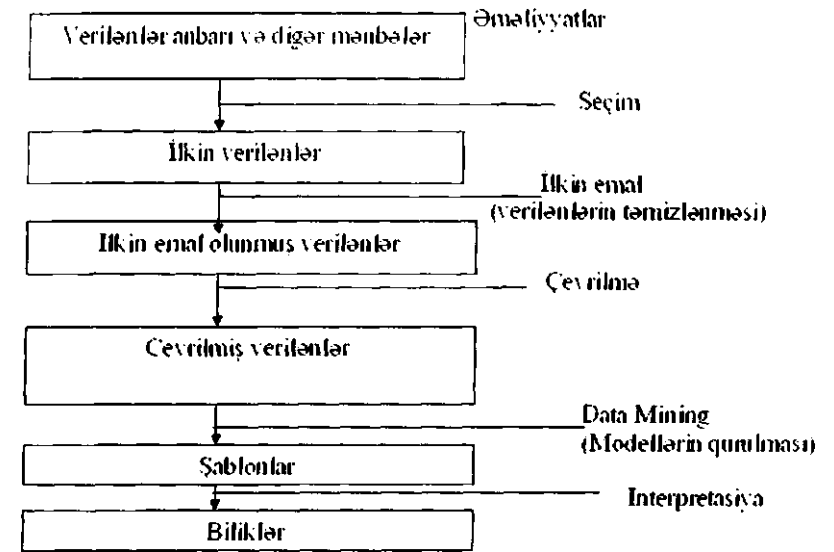 Verilənlər anbarı və digər mənbələr
Əməliyyatlar
Seçim
İlkin verilənlər
İlkin emal
(verilənlərin təmizlənməsi)
İlkin emal olunmuş verilənlər
Çevrilmə
Çevrilmiş verilənlər
Data Mining
(Modellərin qurulması)
Şablonlar
Interpretasiya
Biliklər